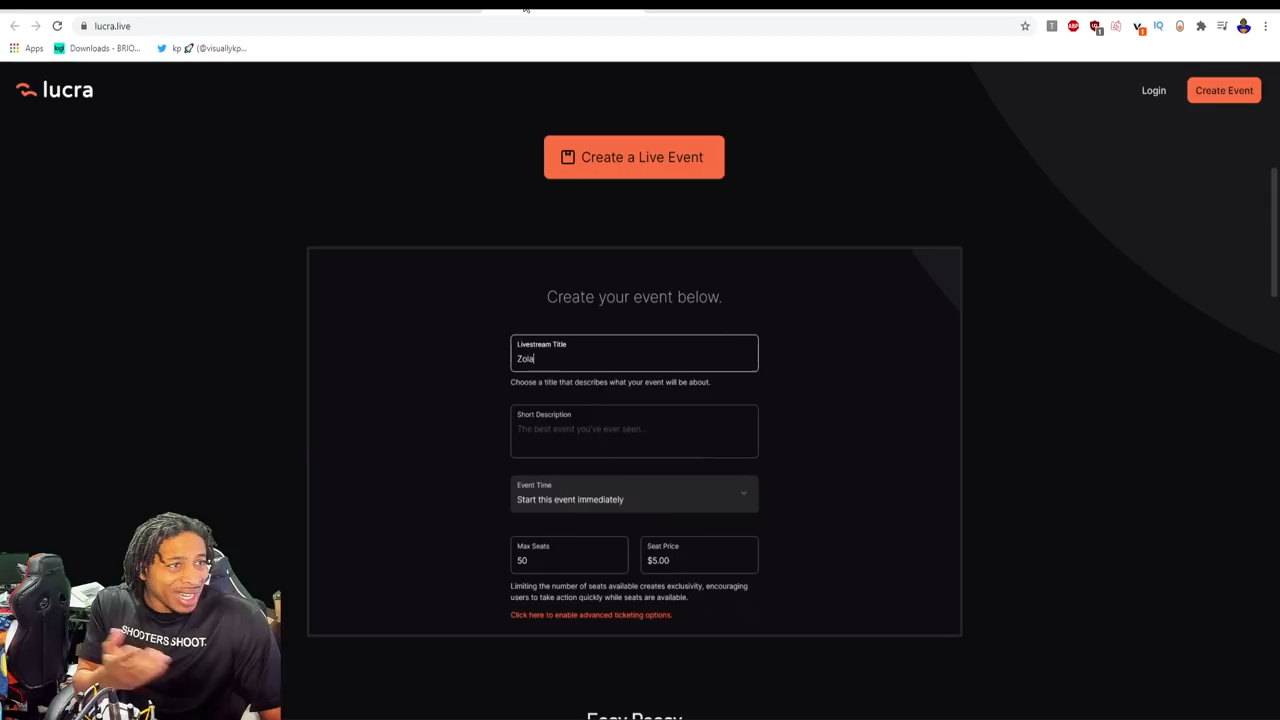 lucra.live
Apps
Downloads - BRIO...
kp 🚀 (@visuallykp...
lucra
Login
Create Event
Create a Live Event
Create your event below.
Livestream Title
Zola
Choose a title that describes what your event will be about.
Short Description
The best event you've ever seen...
Event Time
Start this event immediately
Max Seats
50
Seat Price
$5.00
Limiting the number of seats available creates exclusivity, encouraging
users to take action quickly while seats are available.
Click here to enable advanced ticketing options.
SHOOTERS SHOOT.
Easy Peasy